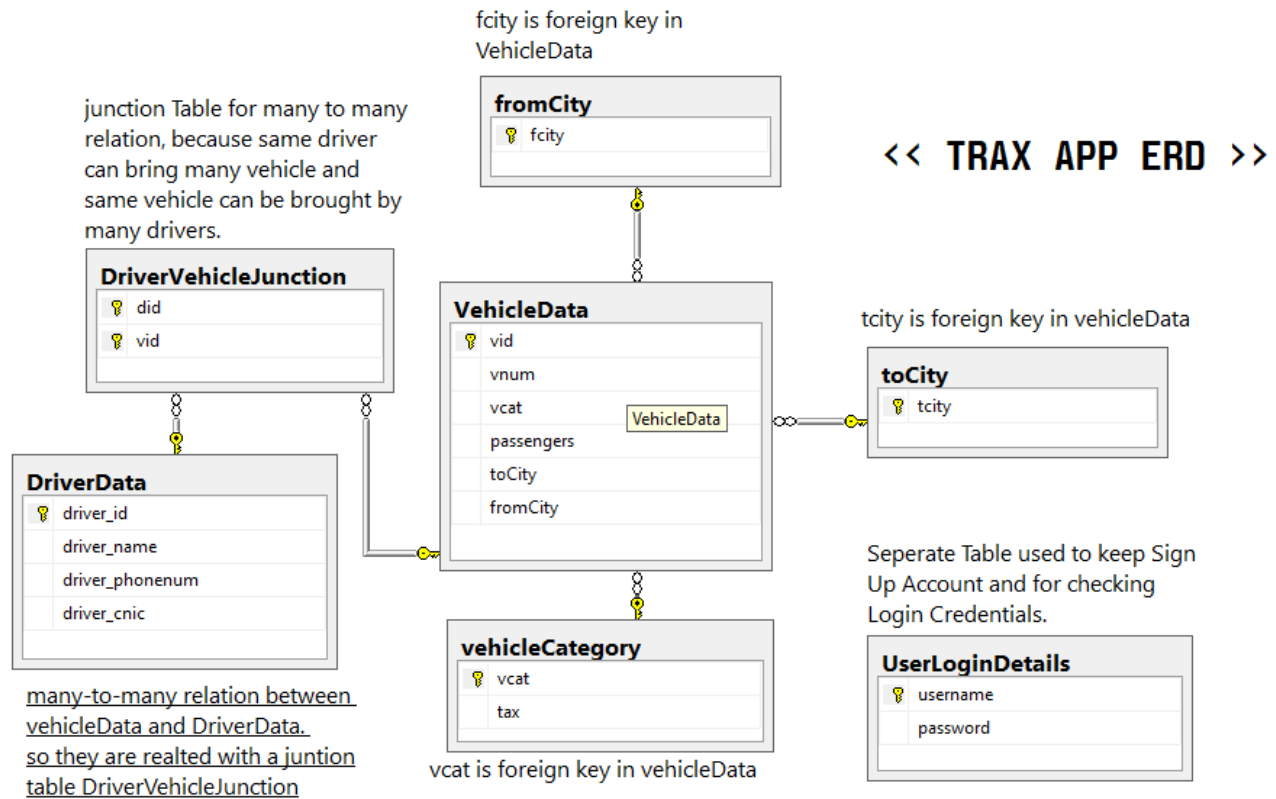 fcity is foreign key in
VehicleData
fromCity
fcity
<< TRAX APP ERD >>
junction Table for many to many
relation, because same driver
can bring many vehicle and
same vehicle can be brought by
many drivers.
DriverVehicleJunction
did
vid
VehicleData
vid
vnum
vcat
passengers
toCity
fromCity
VehicleData
tcity is foreign key in vehicleData
toCity
tcity
DriverData
driver_id
driver_name
driver_phonenum
driver_cnic
many-to-many relation between
vehicleData and DriverData.
so they are realted with a juntion
table DriverVehicleJunction
vehicleCategory
vcat
tax
vcat is foreign key in vehicleData
Seperate Table used to keep Sign
Up Account and for checking
Login Credentials.
UserLoginDetails
username
password